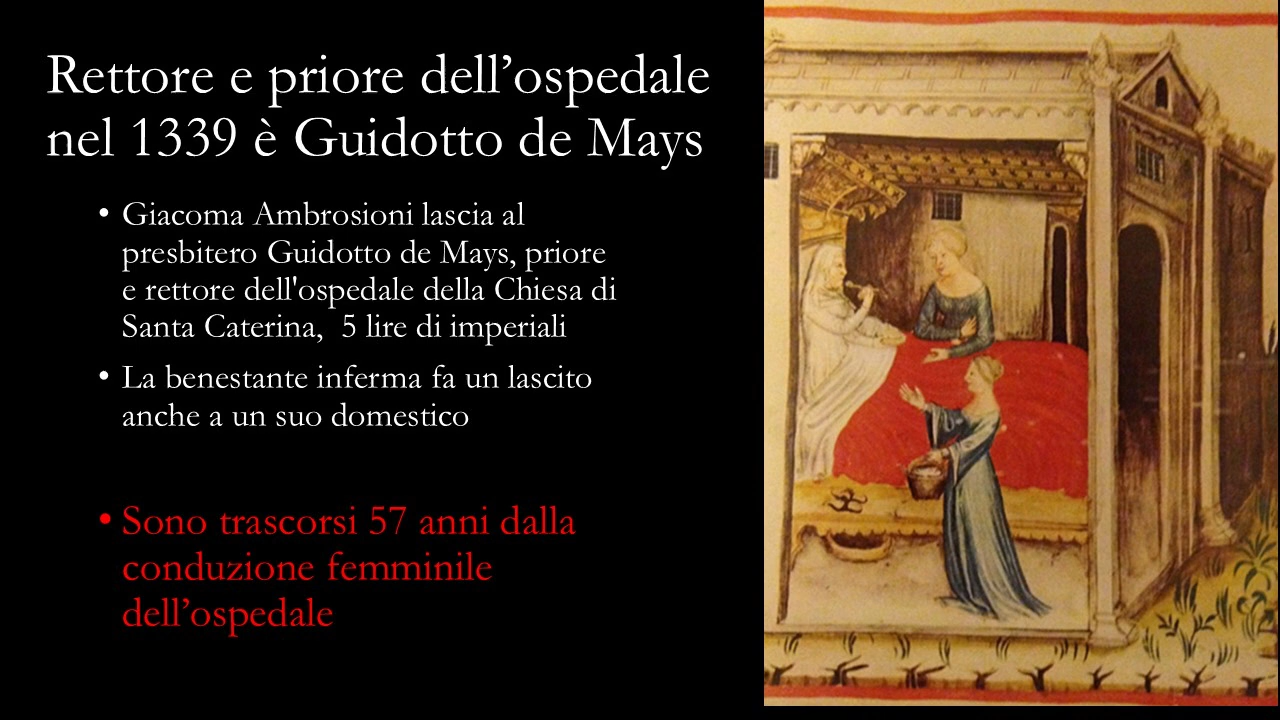 Rettore e priore dell’ospedale
nel 1339 è Guidotto de Mays
• Giacoma Ambrosioni lascia al
presbitero Guidotto de Mays, priore
e rettore dell'ospedale della Chiesa di
Santa Caterina,  5 lire di imperiali
• La benestante inferma fa un lascito
anche a un suo domestico
• Sono trascorsi 57 anni dalla
conduzione femminile
dell’ospedale